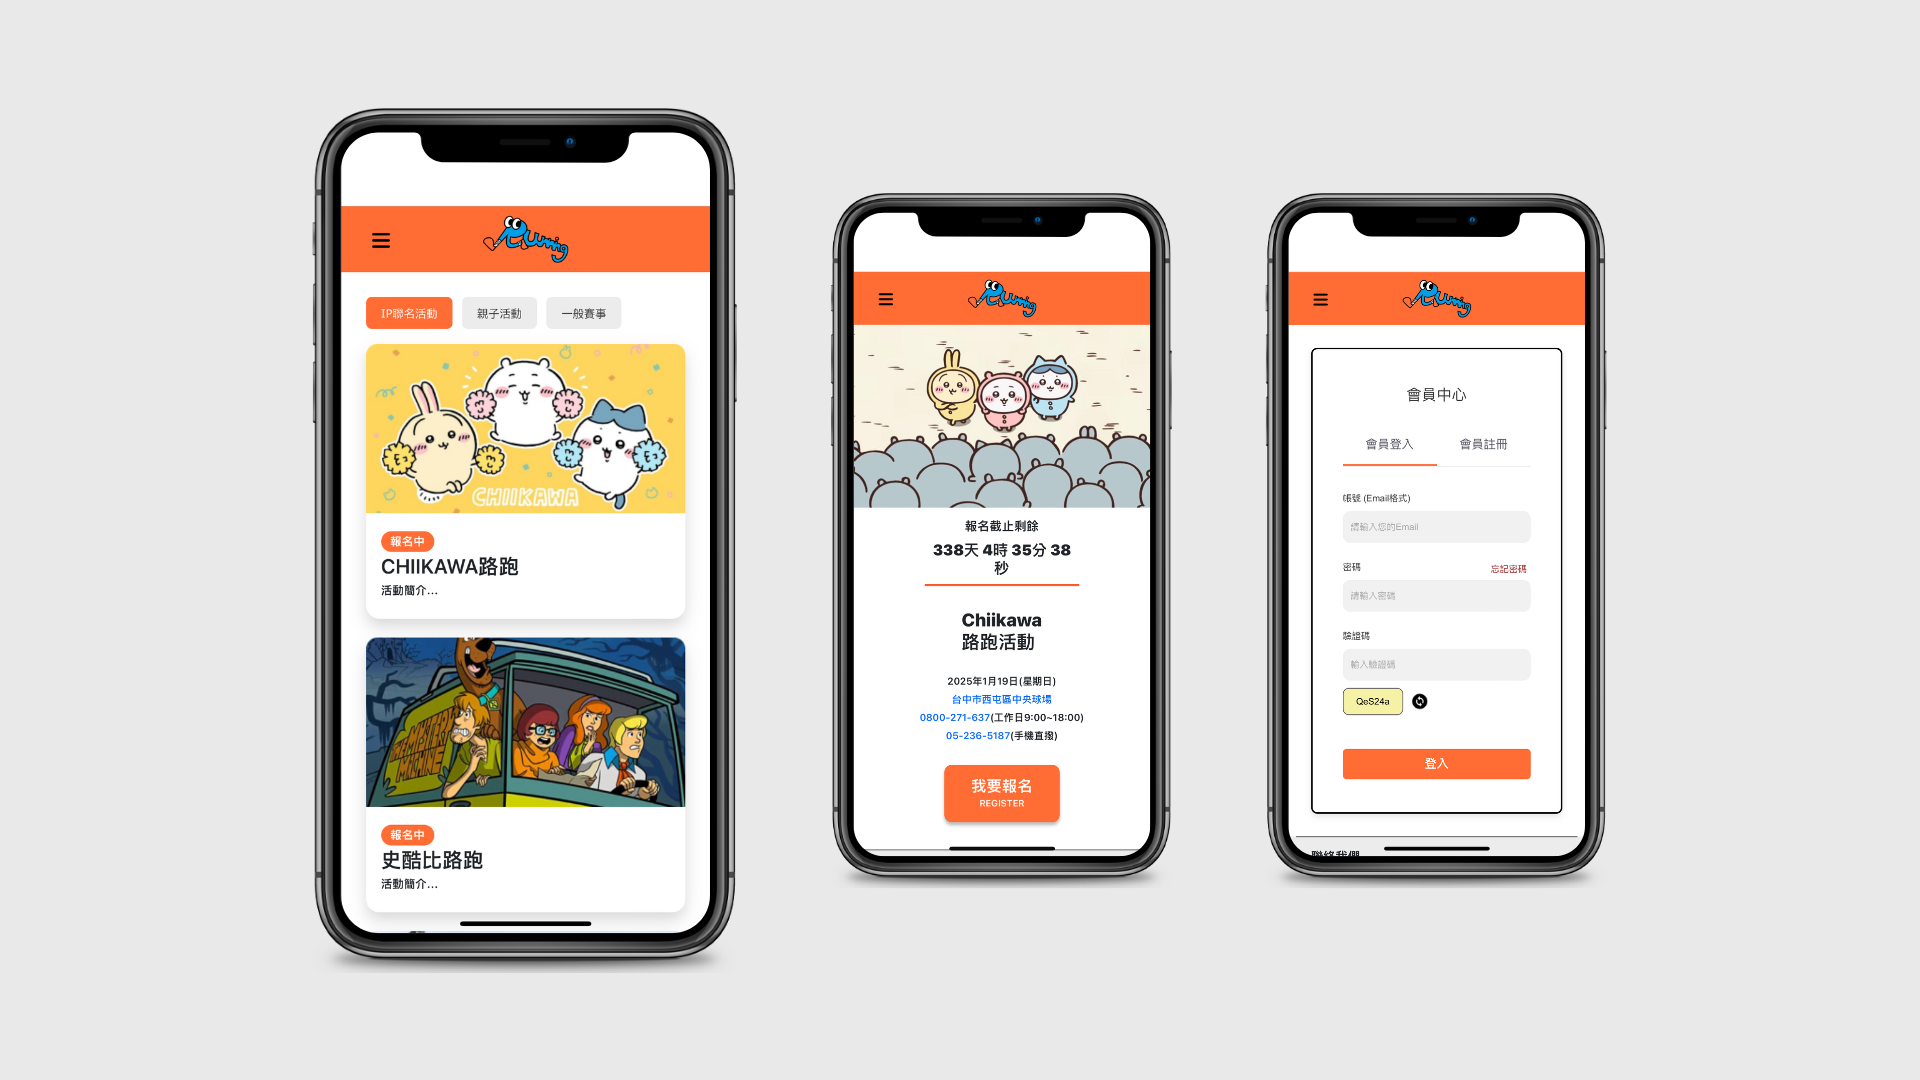 Running
IP聯名活動
親子活動
一般賽事
CHIIKAWA
報名中
CHIIKAWA路跑
活動簡介...
THE MYSTERY
MACHINE
報名中
史酷比路跑
活動簡介...
Running
報名截止剩餘
338天 4時 35分 38
秒
Chiikawa
路跑活動
2025年1月19日(星期日)
台中市西屯區中央球場
0800-271-637(工作日9:00~18:00)
05-236-5187(手機直撥)
我要報名
REGISTER
Running
會員中心
會員登入
會員註冊
帳號 (Email格式)
請輸入您的Email
密碼
忘記密碼
請輸入密碼
驗證碼
輸入驗證碼
QeS24a
登入
聯絡我們